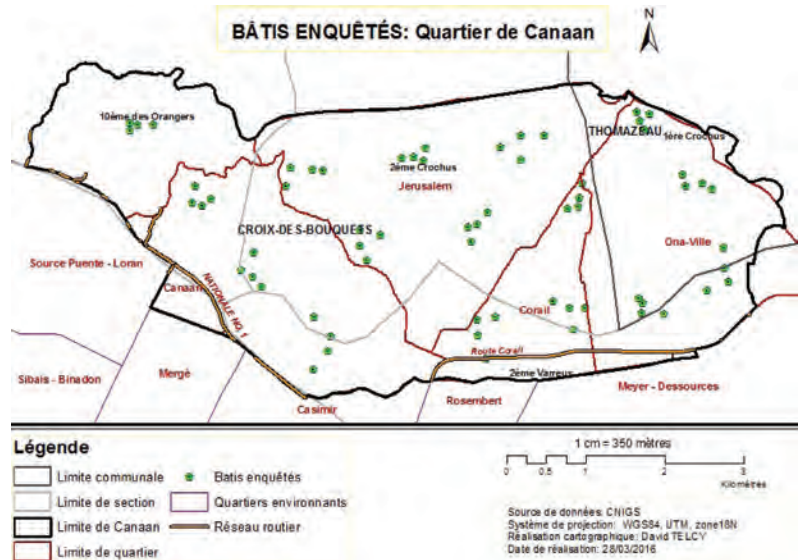 BÂTIS ENQUÊTÉS: Quartier de Canaan
N
10ème des Orangers
THOMAZEAU
1ère Crochus
2ème Crochus
Jerusalem
CROIX-DES-BOUQUETS
Ona-Ville
Source Puente - Loran
Canaan
NATIONALE NO. 1
Corail
Route Corail
Sibais - Binadon
Mergè
2ème Varreux
Meyer - Dessources
Casimir
Rosembert
Légende
Limite communale
Batis enquêtés
Limite de section
Quartiers environnants
Limite de Canaan
Réseau routier
Limite de quartier
1 cm = 350 mètres
0 0.5 1 2 3
Kilomètres
Source de données: CNIGS
Système de projection: WGS84, UTM, zone18N
Réalisation cartographique: David TELCY
Date de réalisation: 28/03/2016